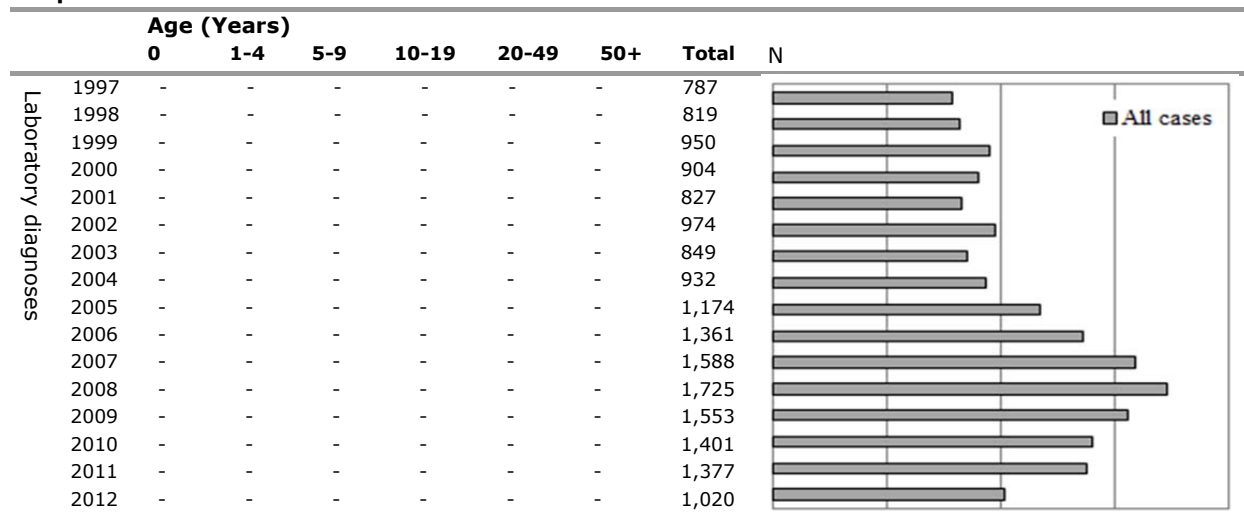 Age (Years)
0 1-4 5-9 10-19 20-49 50+ Total N
Laboratory diagnoses
1997 - - - - - - 787
1998 - - - - - - 819
1999 - - - - - - 950
2000 - - - - - - 904
2001 - - - - - - 827
2002 - - - - - - 974
2003 - - - - - - 849
2004 - - - - - - 932
2005 - - - - - - 1,174
2006 - - - - - - 1,361
2007 - - - - - - 1,588
2008 - - - - - - 1,725
2009 - - - - - - 1,553
2010 - - - - - - 1,401
2011 - - - - - - 1,377
2012 - - - - - - 1,020
All cases